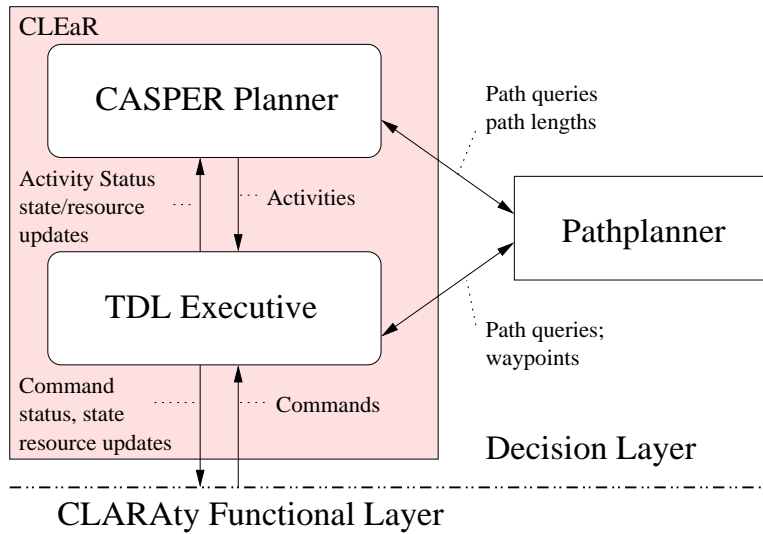 CLEaR
CASPER Planner
Path queries
path lengths
Activity Status
state/resource
updates
Activities
Pathplanner
TDL Executive
Path queries;
waypoints
Command
status, state
resource updates
Commands
Decision Layer
CLARAty Functional Layer